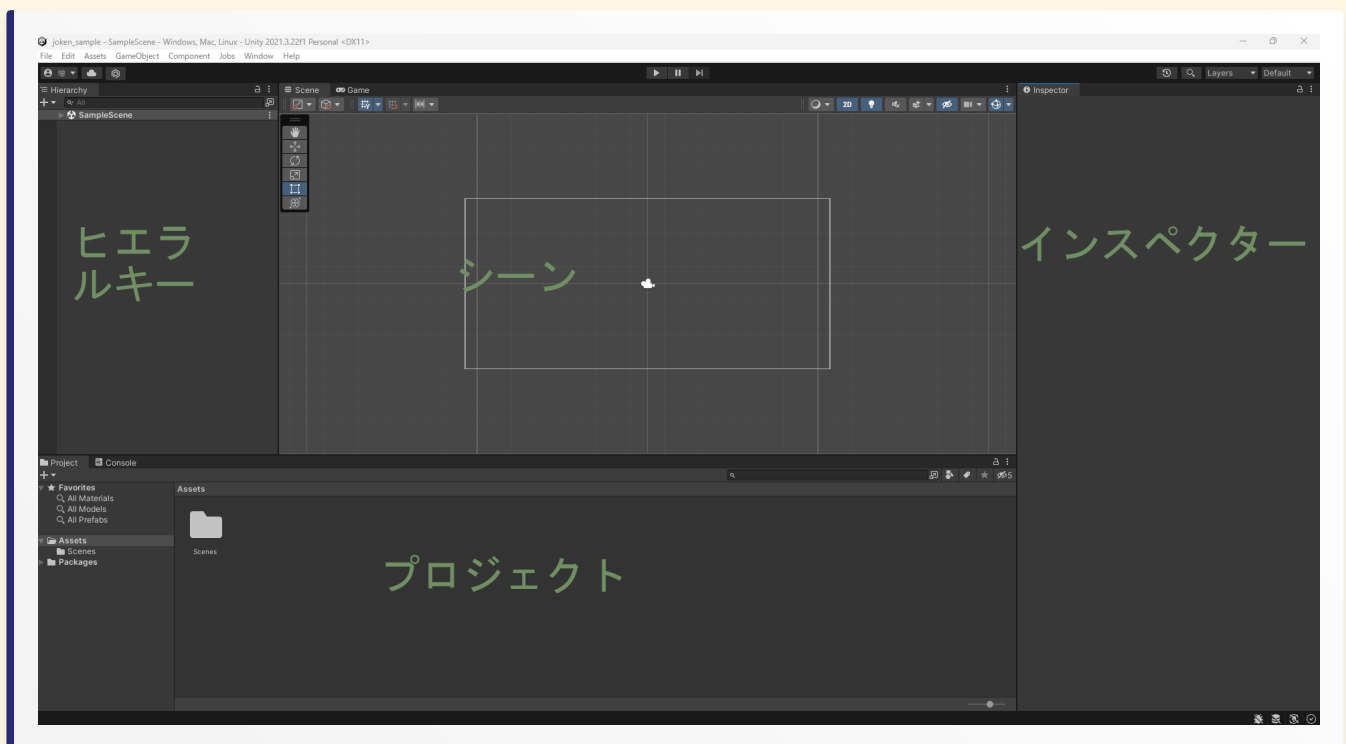 joken_sample - SampleScene - Windows, Mac, Linux - Unity 2021.3.22f1 Personal <DX11>
File Edit Assets GameObject Component Jobs Window Help
Layers Default
Hierarchy
Scene Game
Inspector
All
2D
SampleScene
ヒエラ
ルキー
シーン
インスペクター
Project Console
5
Favorites
All Materials
All Models
All Prefabs
Assets
Scenes
Packages
Assets
Scenes
プロジェクト